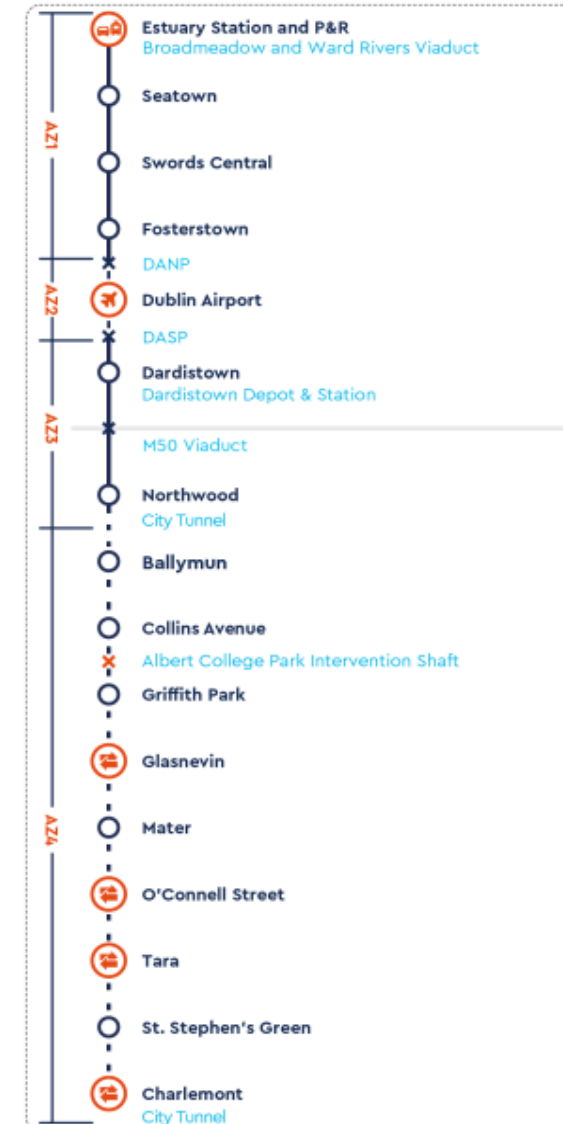 Estuary Station and P&R
Broadmeadow and Ward Rivers Viaduct
Seatown
AZ1
Swords Central
Fosterstown
DANP
AZ2
Dublin Airport
DASP
Dardistown
Dardistown Depot & Station
AZ3
M50 Viaduct
Northwood
City Tunnel
Ballymun
Collins Avenue
Albert College Park Intervention Shaft
Griffith Park
Glasnevin
AZ4
Mater
O'Connell Street
Tara
St. Stephen's Green
Charlemont
City Tunnel